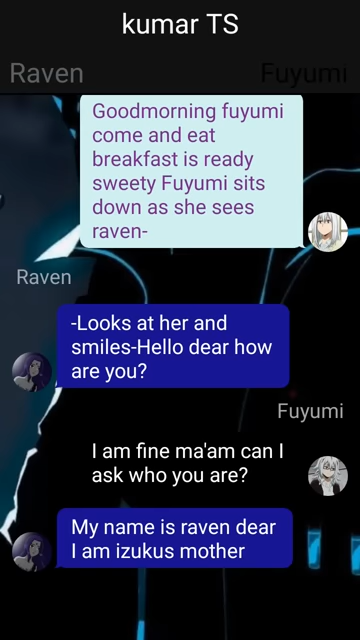 kumar TS
Raven
Fuyumi
Goodmorning fuyumi
come and eat
breakfast is ready
sweety Fuyumi sits
down as she sees
raven-
Raven
-Looks at her and
smiles-Hello dear how
are you?
Fuyumi
I am fine ma'am can I
ask who you are?
My name is raven dear
I am izukus mother